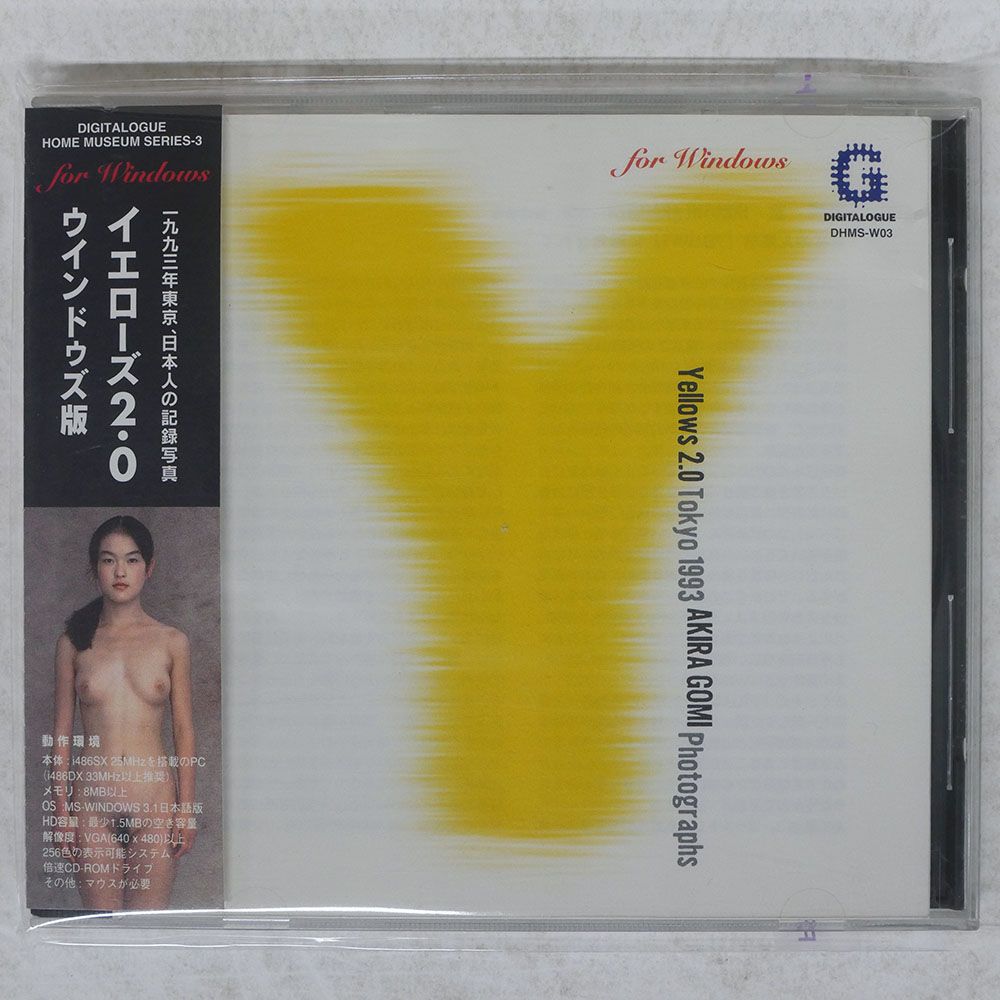 DIGITALOGUE
HOME MUSEUM SERIES-3
for Windows
一九九三年東京、日本人の記録写真
イエローズ2・0
ウインドウズ版
動作環境
本体：i486SX 25MHzを搭載のPC
(i486DX 33MHz以上推奨)
メモリ：8MB以上
OS :MS-WINDOWS 3.1日本語版
HD容量：最少1.5MBの空き容量
解像度：VGA(640 x 480)以上
256色の表示可能システム
倍速CD-ROMドライブ
その他：マウスが必要
for Windows
G
DIGITALOGUE
DHMS-W03
Y
Yellows 2.0 Tokyo 1993 AKIRA GOMI Photographs